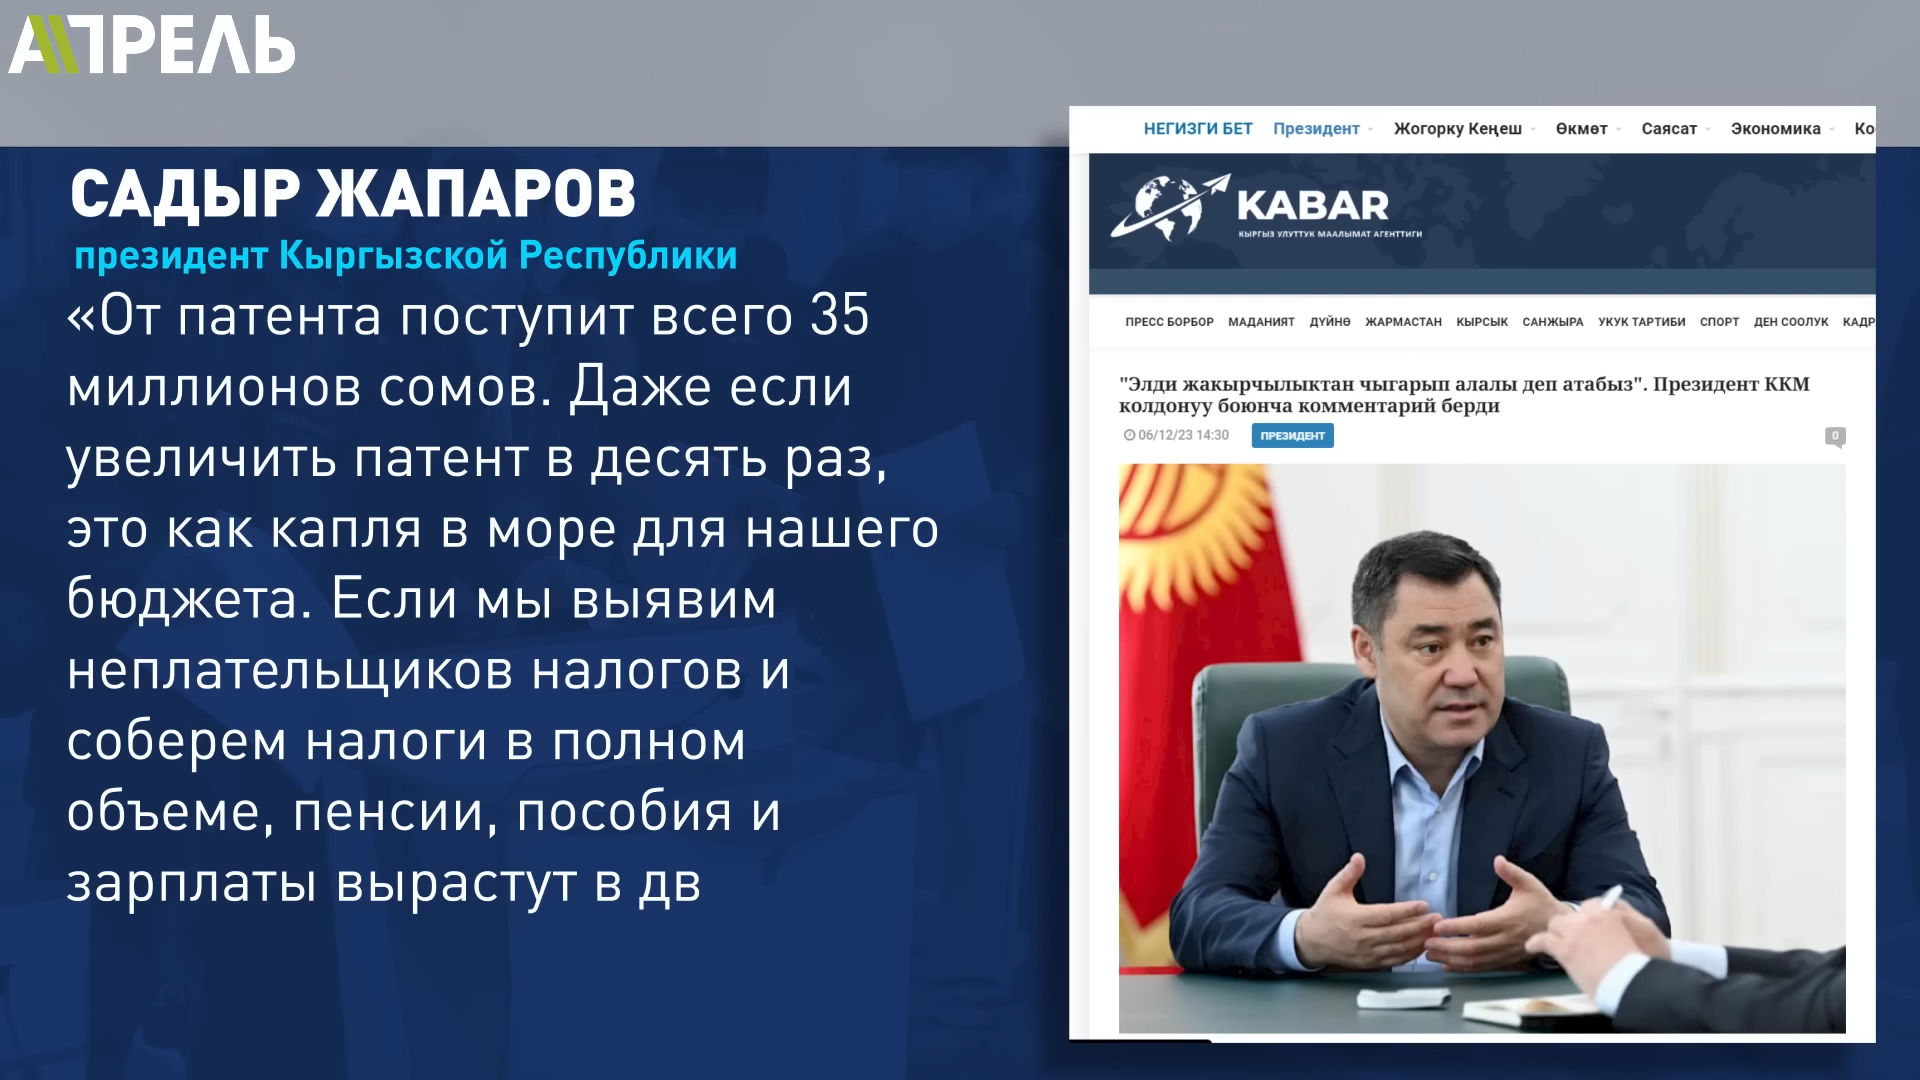 АПРЕЛЬ
САДЫР ЖАПАРОВ
президент Кыргызской Республики
«От патента поступит всего 35
миллионов сомов. Даже если
увеличить патент в десять раз,
это как капля в море для нашего
бюджета. Если мы выявим
неплательщиков налогов и
соберем налоги в полном
объеме, пенсии, пособия и
зарплаты вырастут в дв
НЕГИЗГИ БЕТ Президент Жогорку Кеңеш Өкмөт Саясат Экономика Ко
KABAR
КЫРГЫЗ УЛУТТУК МААЛЫМАТ АГЕНТТИГИ
ПРЕСС БОРБОР МАДАНИЯТ ДҮЙНӨ ЖАРМАСТАН КЫРСЫК САНЖЫРА УКУК ТАРТИБИ СПОРТ ДЕН СООЛУК КАДР
"Элди жакырчылыктан чыгарып алалы деп атабыз". Президент ККМ
колдонуу боюнча комментарий берди
06/12/23 14:30 ПРЕЗИДЕНТ 0